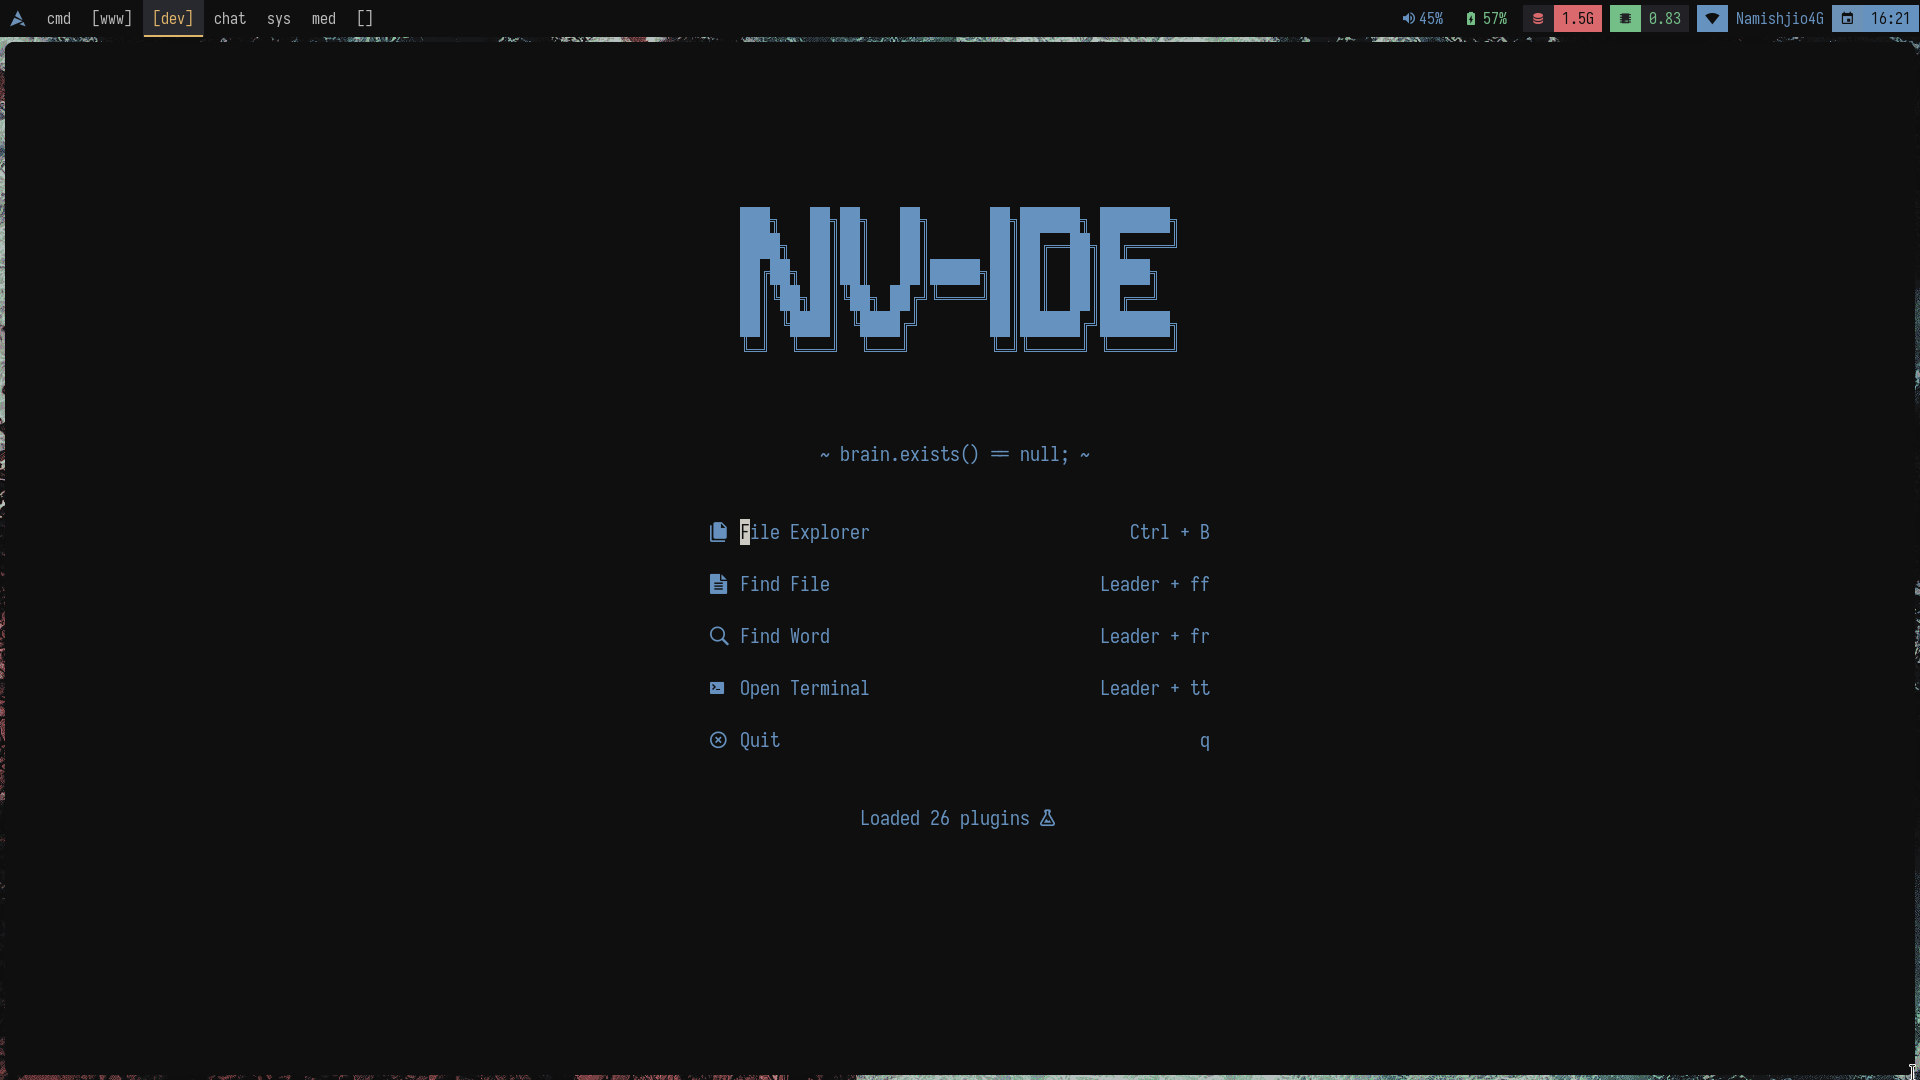 cmd [www] [dev] chat sys med [] 45% 57% 1.5G 0.83 Namishjio4G 16:21
NV-IDE
~ brain.exists() == null; ~
File Explorer Ctrl + B
Find File Leader + ff
Find Word Leader + fr
Open Terminal Leader + tt
Quit q
Loaded 26 plugins